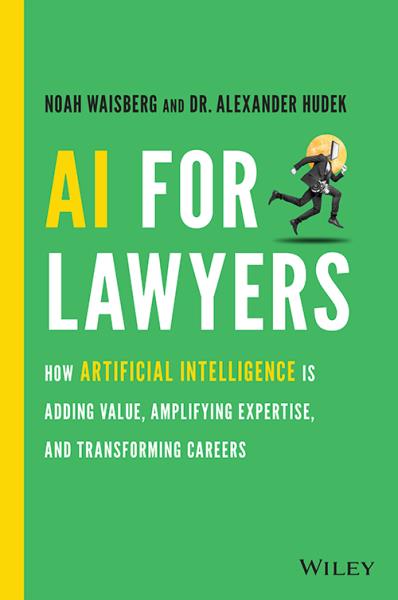 NOAH WAISBERG AND DR. ALEXANDER HUDEK
AI FOR
LAWYERS
HOW ARTIFICIAL INTELLIGENCE IS
ADDING VALUE, AMPLIFYING EXPERTISE,
AND TRANSFORMING CAREERS
WILEY